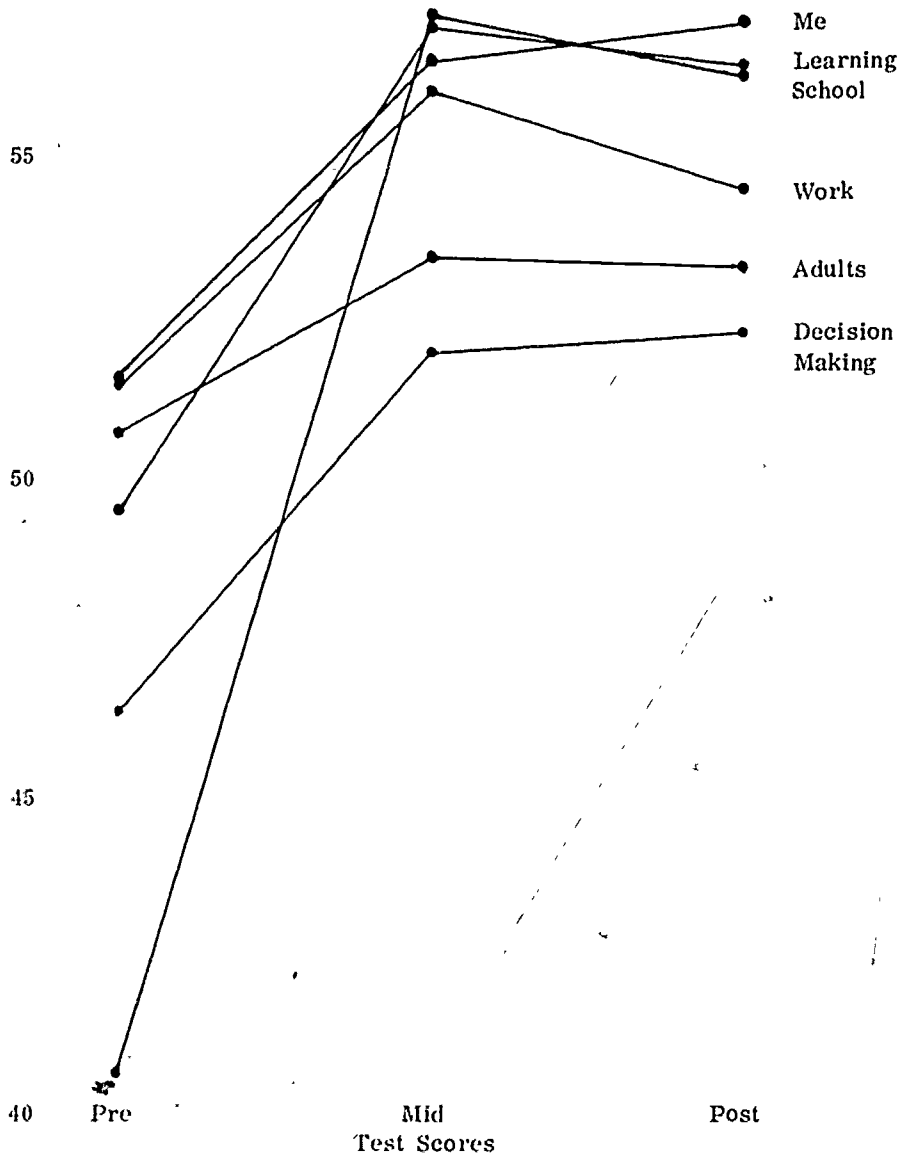 Me
Learning
School
55
Work
Adults
Decision
Making
50
45
40 Pre Mid Post
Test Scores